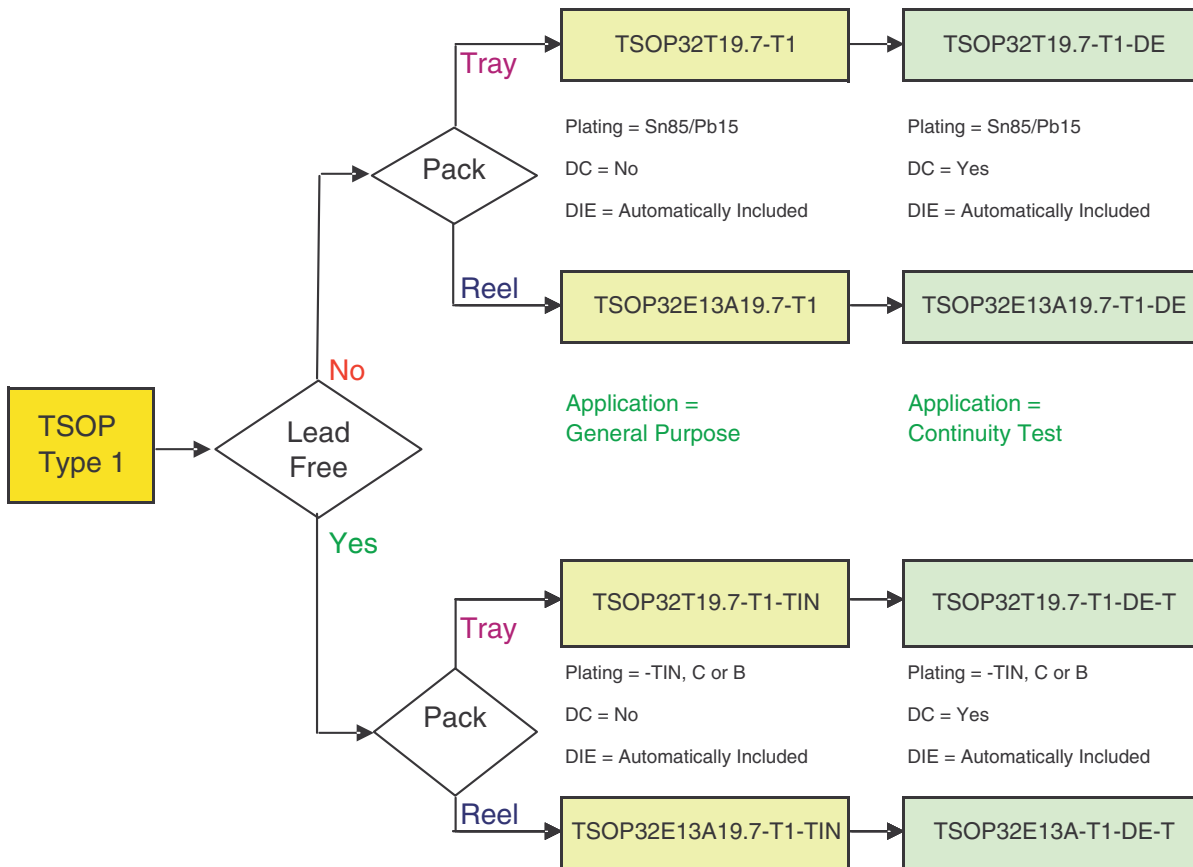 TSOP32T19.7-T1
TSOP32T19.7-T1-DE
Tray
Plating = Sn85/Pb15
Plating = Sn85/Pb15
Pack
DC = No
DC = Yes
DIE = Automatically Included
DIE = Automatically Included
Reel
TSOP32E13A19.7-T1
TSOP32E13A19.7-T1-DE
No
Application =
General Purpose
Application =
Continuity Test
TSOP
Type 1
Lead
Free
Yes
TSOP32T19.7-T1-TIN
TSOP32T19.7-T1-DE-T
Tray
Plating = -TIN, C or B
Plating = -TIN, C or B
Pack
DC = No
DC = Yes
DIE = Automatically Included
DIE = Automatically Included
Reel
TSOP32E13A19.7-T1-TIN
TSOP32E13A-T1-DE-T